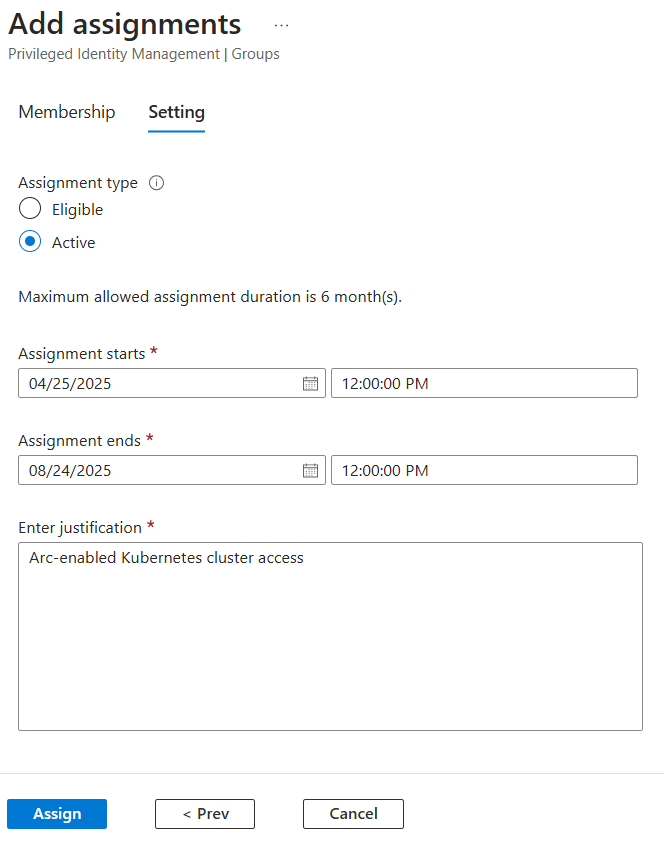 Add assignments ...
Privileged Identity Management | Groups
Membership Setting
Assignment type
Eligible
Active
Maximum allowed assignment duration is 6 month(s).
Assignment starts *
04/25/2025 12:00:00 PM
Assignment ends *
08/24/2025 12:00:00 PM
Enter justification *
Arc-enabled Kubernetes cluster access
Assign < Prev Cancel